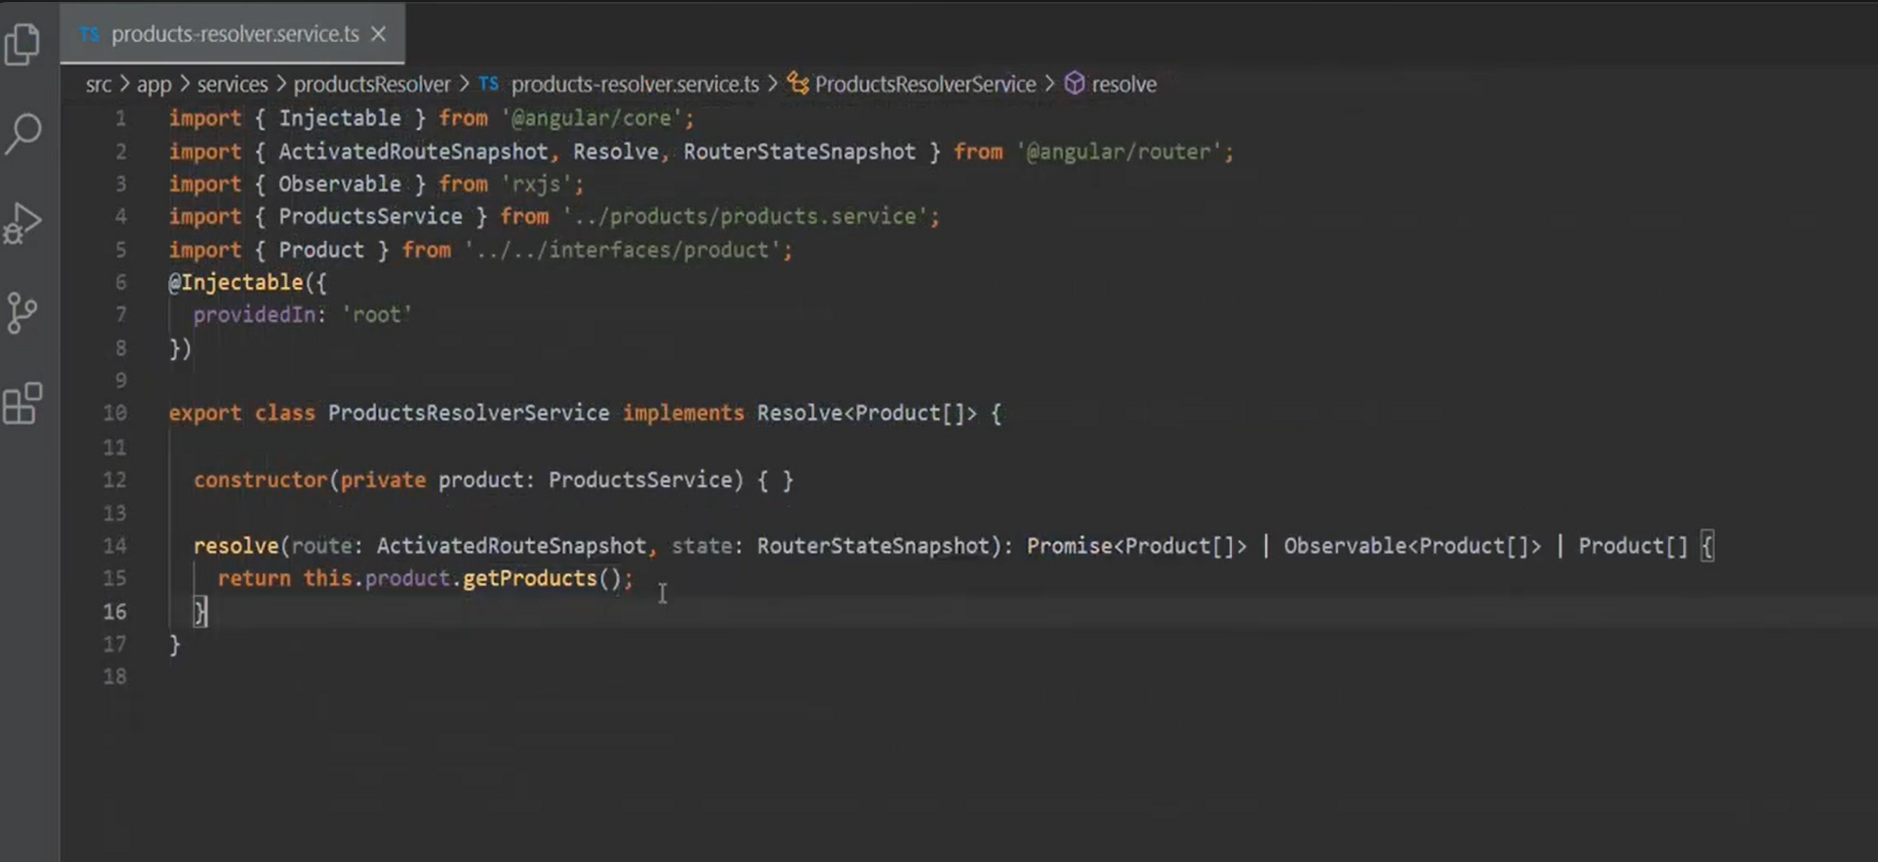 TS products-resolver.service.ts ×
src > app > services > productsResolver > TS products-resolver.service.ts > ProductsResolverService > resolve
1 import { Injectable } from '@angular/core';
2 import { ActivatedRouteSnapshot, Resolve, RouterStateSnapshot } from '@angular/router';
3 import { Observable } from 'rxjs';
4 import { ProductsService } from '../products/products.service';
5 import { Product } from '../../interfaces/product';
6 @Injectable({
7   providedIn: 'root'
8 })
9
10 export class ProductsResolverService implements Resolve<Product[]> {
11
12   constructor(private product: ProductsService) { }
13
14   resolve(route: ActivatedRouteSnapshot, state: RouterStateSnapshot): Promise<Product[]> | Observable<Product[]> | Product[] {
15     return this.product.getProducts();
16   }
17 }
18